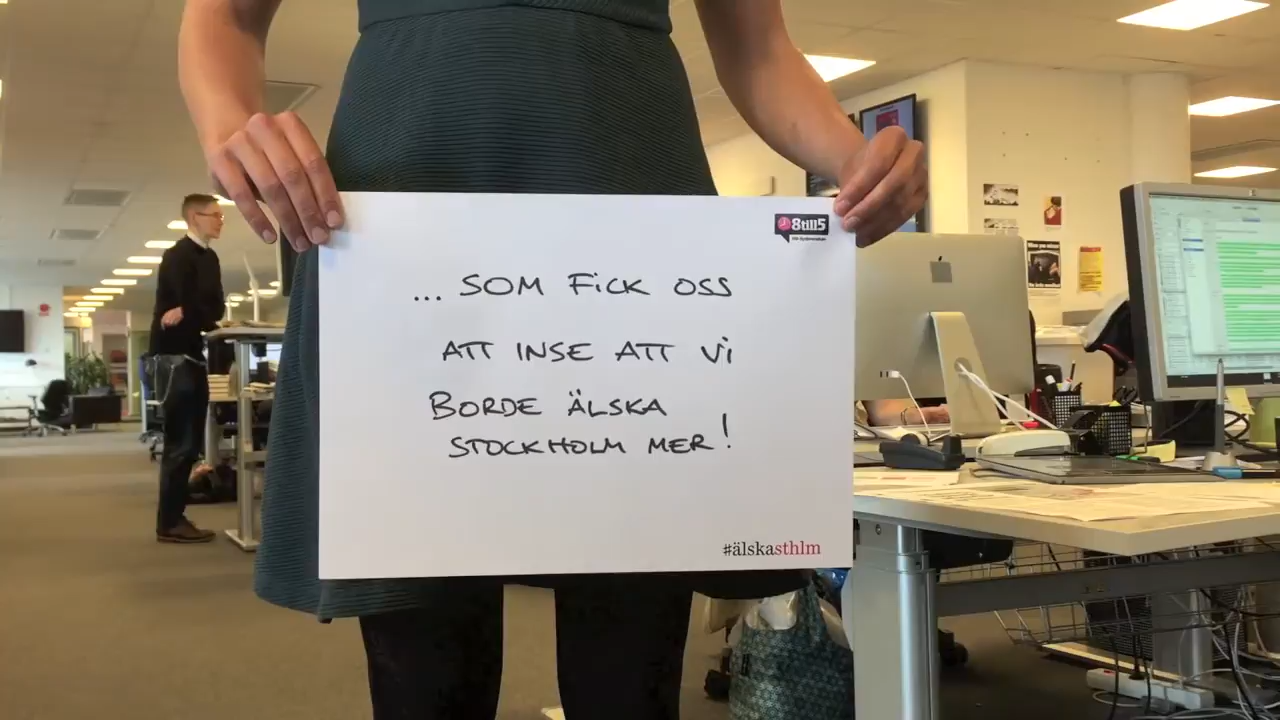 8till5
... SOM FICK OSS
ATT INSE ATT VI
BORDE ÄLSKA
STOCKHOLM MER!
#älskasthlm